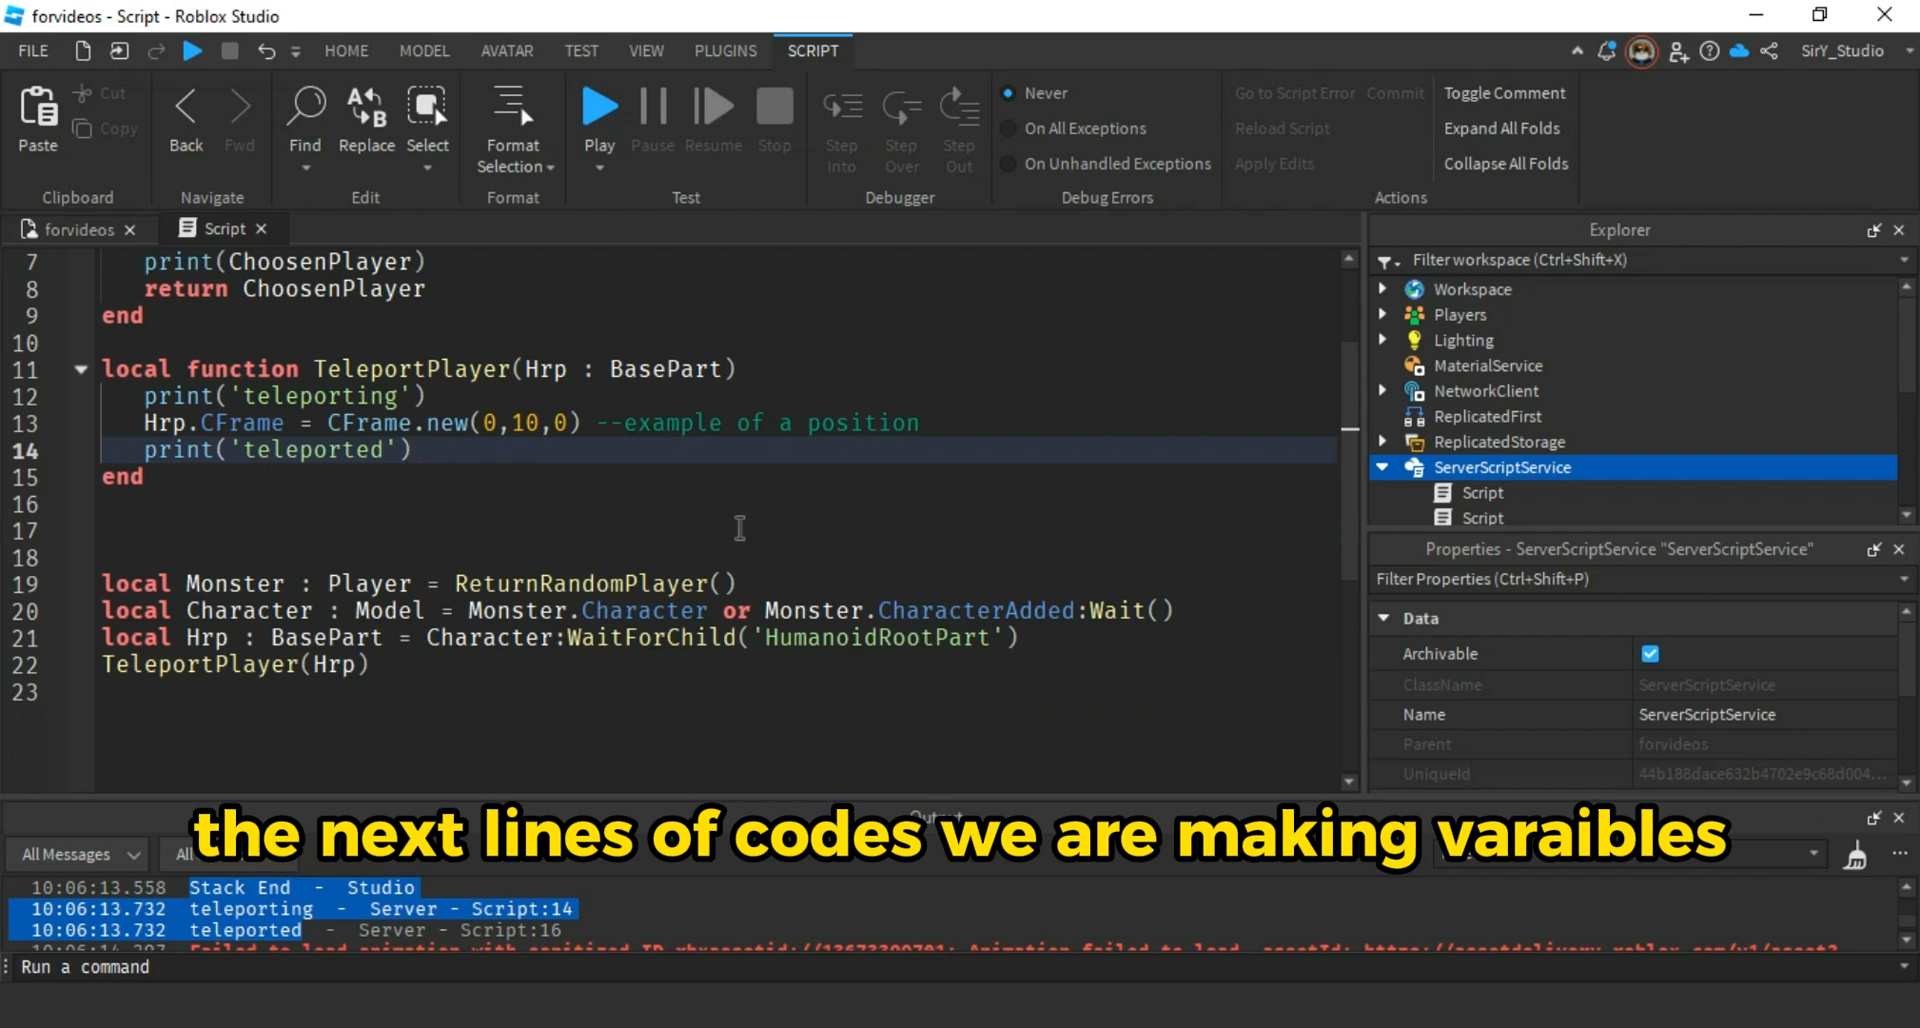 forvideos - Script - Roblox Studio
FILE HOME MODEL AVATAR TEST VIEW PLUGINS SCRIPT SirY_Studio
Paste Cut Copy
Clipboard
Back Fwd
Navigate
Find Replace Select
Edit
Format Selection
Format
Play Pause Resume Stop
Test
Step Into Step Over Step Out
Debugger
Never
On All Exceptions
On Unhandled Exceptions
Debug Errors
Go to Script Error Commit
Reload Script
Apply Edits
Toggle Comment
Expand All Folds
Collapse All Folds
Actions
forvideos Script
7 print(ChoosenPlayer)
8 return ChoosenPlayer
9 end
10
11 local function TeleportPlayer(Hrp : BasePart)
12 print('teleporting')
13 Hrp.CFrame = CFrame.new(0,10,0) --example of a position
14 print('teleported')
15 end
16
17
18
19 local Monster : Player = ReturnRandomPlayer()
20 local Character : Model = Monster.Character or Monster.CharacterAdded:Wait()
21 local Hrp : BasePart = Character:WaitForChild('HumanoidRootPart')
22 TeleportPlayer(Hrp)
23
Explorer
Filter workspace (Ctrl+Shift+X)
Workspace
Players
Lighting
MaterialService
NetworkClient
ReplicatedFirst
ReplicatedStorage
ServerScriptService
Script
Script
Properties - ServerScriptService "ServerScriptService"
Filter Properties (Ctrl+Shift+P)
Data
Archivable
ClassName ServerScriptService
Name ServerScriptService
Parent forvideos
UniqueId 44b188dace632b4702e9c68d004...
the next lines of codes we are making varaibles
All Messages All
10:06:13.558 Stack End - Studio
10:06:13.732 teleporting - Server - Script:14
10:06:13.732 teleported - Server - Script:16
Run a command